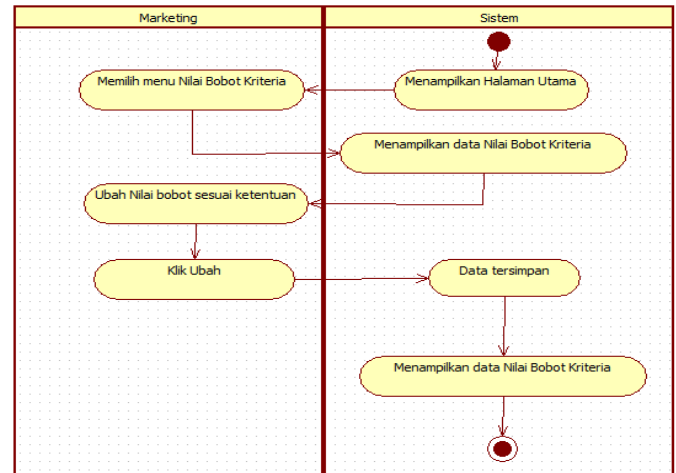 Marketing
Sistem
Menampilkan Halaman Utama
Memilih menu Nilai Bobot Kriteria
Menampilkan data Nilai Bobot Kriteria
Ubah Nilai bobot sesuai ketentuan
Klik Ubah
Data tersimpan
Menampilkan data Nilai Bobot Kriteria